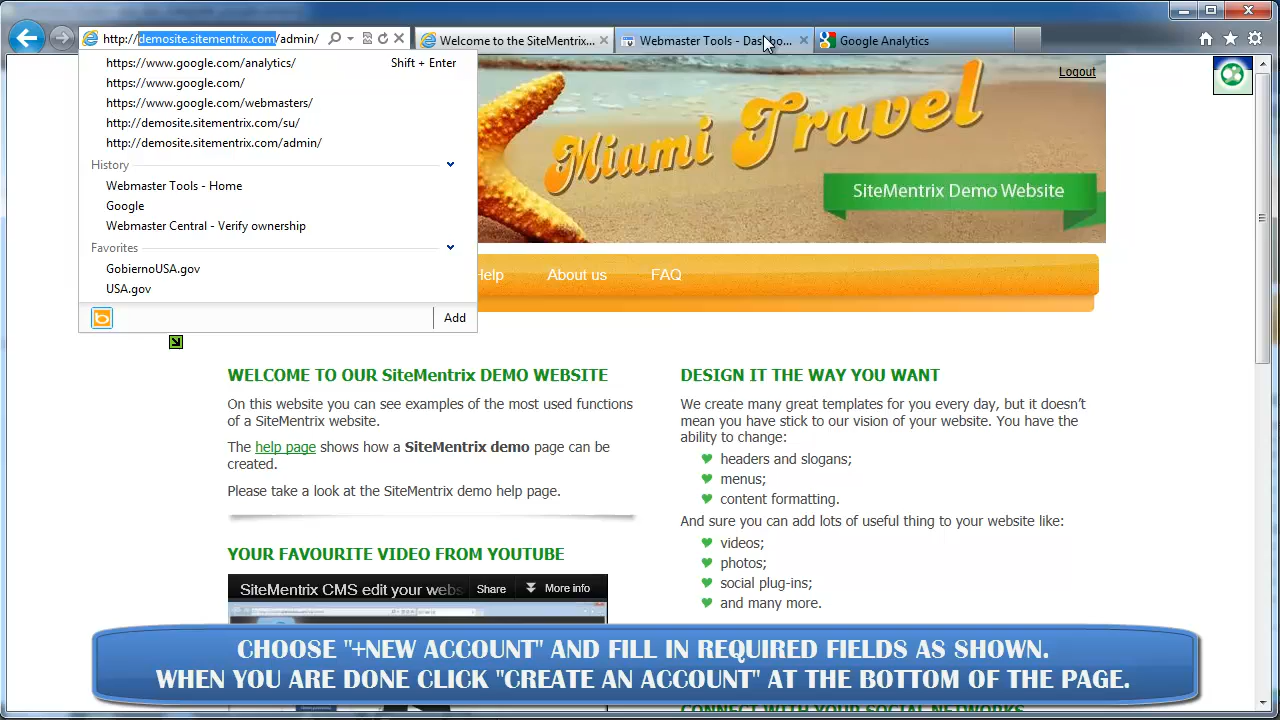 http://demosite.sitementrix.com/admin/
Welcome to the SiteMentrix...
Webmaster Tools - Dashbo...
Google Analytics
https://www.google.com/analytics/ Shift + Enter
https://www.google.com/
https://www.google.com/webmasters/
http://demosite.sitementrix.com/su/
http://demosite.sitementrix.com/admin/
History
Webmaster Tools - Home
Google
Webmaster Central - Verify ownership
Favorites
GobiernoUSA.gov
USA.gov
Add
Logout
Miami Travel
SiteMentrix Demo Website
Help About us FAQ
WELCOME TO OUR SiteMentrix DEMO WEBSITE
On this website you can see examples of the most used functions
of a SiteMentrix website.
The help page shows how a SiteMentrix demo page can be
created.
Please take a look at the SiteMentrix demo help page.
YOUR FAVOURITE VIDEO FROM YOUTUBE
SiteMentrix CMS edit your webs
Share
More info
DESIGN IT THE WAY YOU WANT
We create many great templates for you every day, but it doesn't
mean you have stick to our vision of your website. You have the
ability to change:
headers and slogans;
menus;
content formatting.
And sure you can add lots of useful thing to your website like:
videos;
photos;
social plug-ins;
and many more.
CHOOSE "+NEW ACCOUNT" AND FILL IN REQUIRED FIELDS AS SHOWN.
WHEN YOU ARE DONE CLICK "CREATE AN ACCOUNT" AT THE BOTTOM OF THE PAGE.
CONNECT WITH YOUR SOCIAL NETWORKS